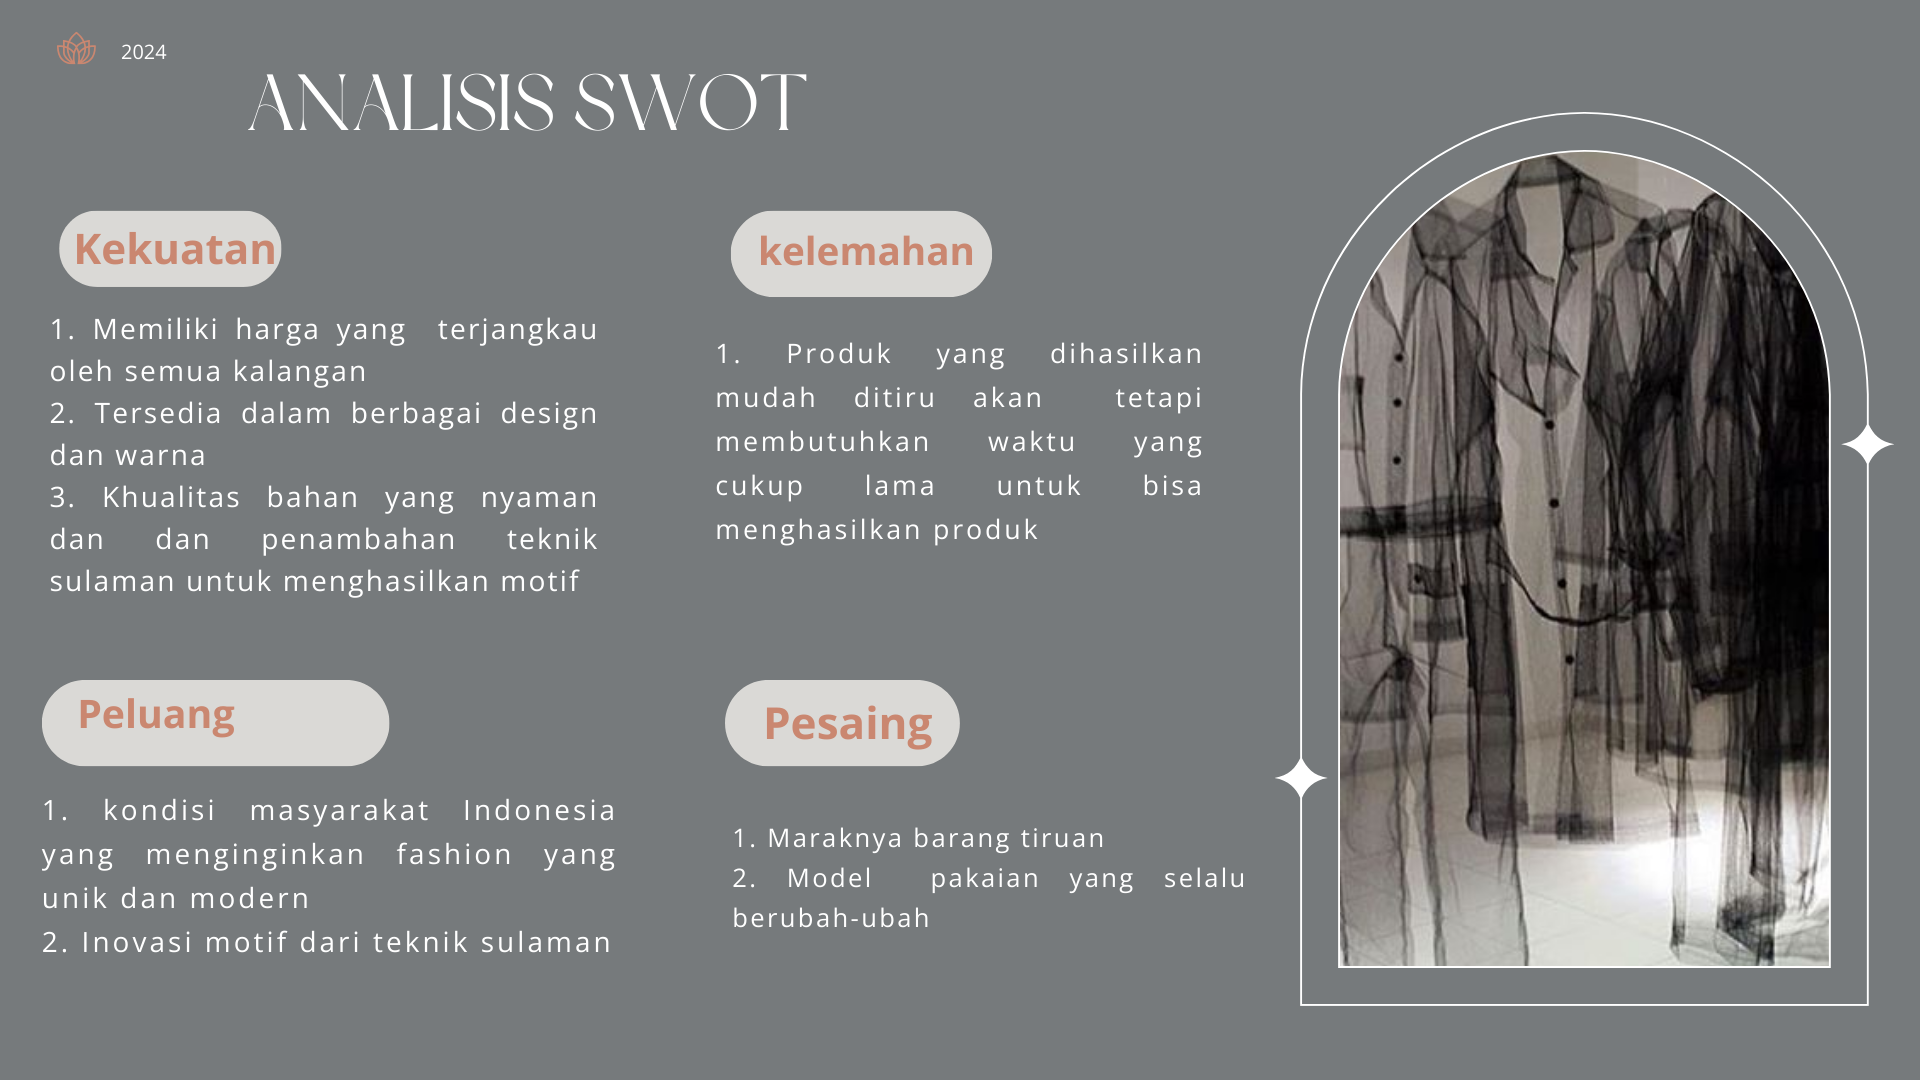 2024
ANALISIS SWOT
Kekuatan
1. Memiliki harga yang terjangkau
oleh semua kalangan
2. Tersedia dalam berbagai design
dan warna
3. Khualitas bahan yang nyaman
dan dan penambahan teknik
sulaman untuk menghasilkan motif
kelemahan
1. Produk yang dihasilkan
mudah ditiru akan tetapi
membutuhkan waktu yang
cukup lama untuk bisa
menghasilkan produk
Peluang
1. kondisi masyarakat Indonesia
yang menginginkan fashion yang
unik dan modern
2. Inovasi motif dari teknik sulaman
Pesaing
1. Maraknya barang tiruan
2. Model pakaian yang selalu
berubah-ubah